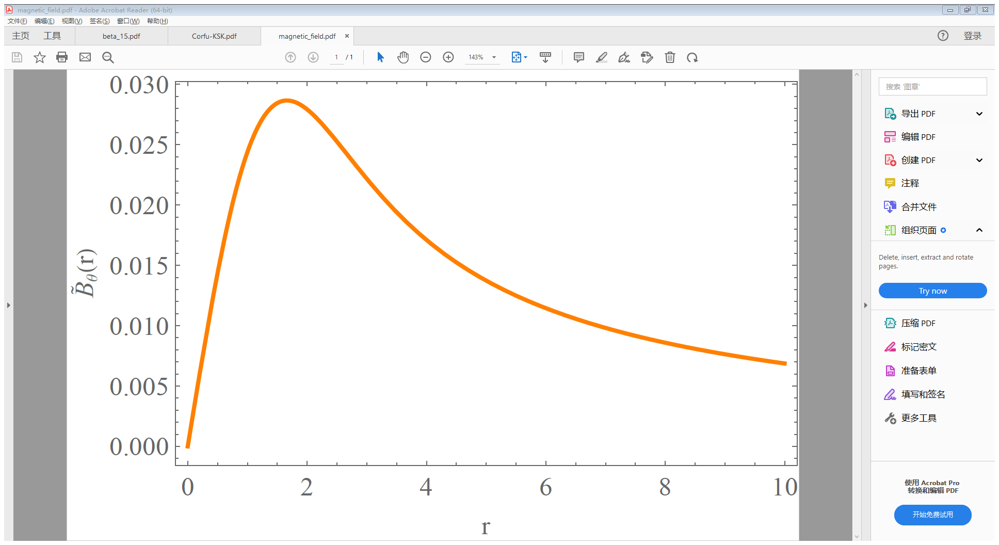 magnetic_field.pdf - Adobe Acrobat Reader (64-bit)
文件(F) 编辑(E) 视图(V) 签名(S) 窗口(W) 帮助(H)
主页 工具 beta_15.pdf Corfu-KSK.pdf magnetic_field.pdf × ? 登录
1 / 1 143%
搜索 '图章'
导出 PDF
编辑 PDF
创建 PDF
注释
合并文件
组织页面
Delete, insert, extract and rotate
pages.
Try now
压缩 PDF
标记密文
准备表单
填写和签名
更多工具
使用 Acrobat Pro
转换和编辑 PDF
开始免费试用
0.030
0.025
0.020
0.015
0.010
0.005
0.000
B̃θ(r)
0 2 4 6 8 10
r